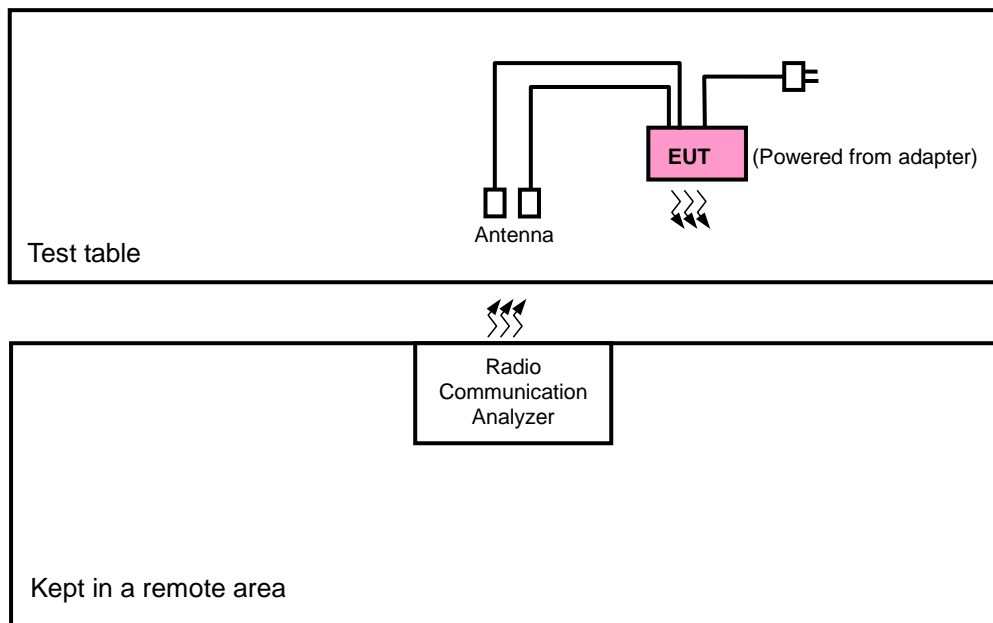 EUT
(Powered from adapter)
Antenna
Test table
Radio
Communication
Analyzer
Kept in a remote area